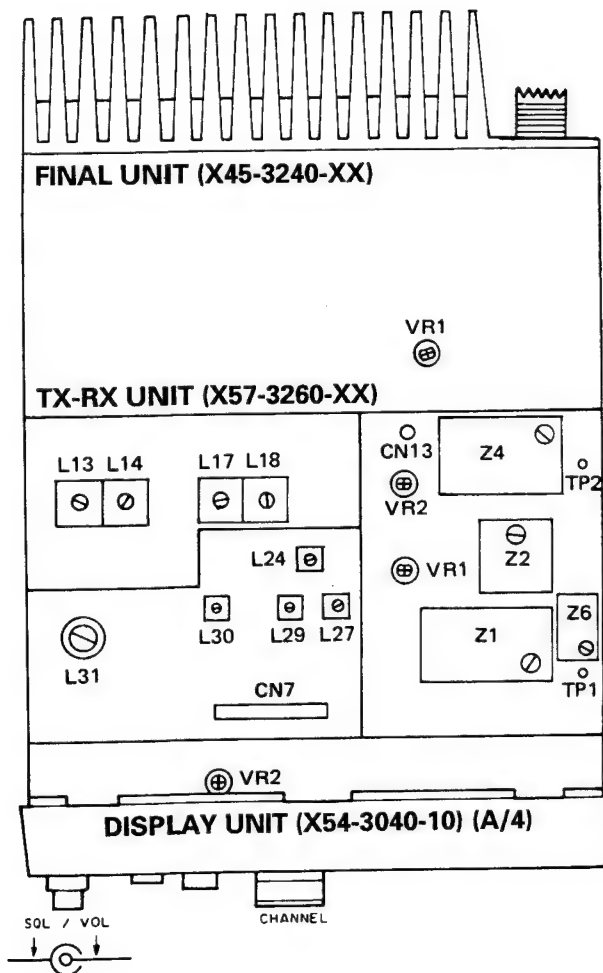 FINAL UNIT (X45-3240-XX)
VR1
TX-RX UNIT (X57-3260-XX)
L13 L14 L17 L18
CN13
VR2
Z4
TP2
L24
VR1
Z2
L30 L29 L27
Z6
L31
Z1
CN7
TP1
VR2
DISPLAY UNIT (X54-3040-10) (A/4)
SQL / VOL
CHANNEL